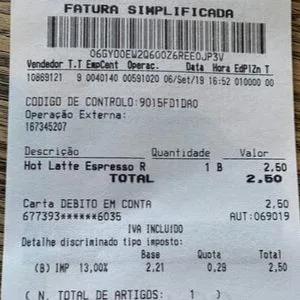 FATURA SIMPLIFICADA
06GYO0EW2Q60OZ6REEOJP3V
Vendedor T.T EmpCent Operac. Data Hora EdPlZn T
10869121 9 0040140 00591020 06/Set/19 16:52 010000 00
CODIGO DE CONTROLO:9015FD1DA0
Operação Externa:
167345207
Descrição Quantidade Valor
Hot Latte Espresso R 1 B 2,50
TOTAL 2,50
Carta DEBITO EM CONTA 2,50
677393******6035 AUT:069019
IVA INCLUIDO
Detalhe discriminado tipo imposto:
Base Quota Total
(B) IMP 13,00% 2,21 0,29 2,50
( N. TOTAL DE ARTIGOS: 1 )